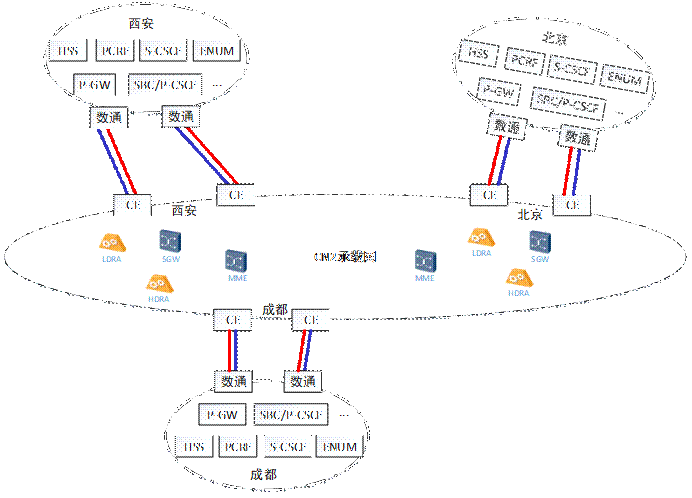 西安
HSS PCRF S-CSCF ENUM
P-GW SBC/P-CSCF ...
数通 数通
北京
HSS PCRF S-CSCF ENUM
P-GW SBC/P-CSCF ...
数通 数通
CE CE CE CE
西安 北京
LDRA SGW MME HDRA
CN2承载网
MME LDRA SGW HDRA
成都
CE CE
数通 数通
P-GW SBC/P-CSCF ...
HSS PCRF S-CSCF ENUM
成都